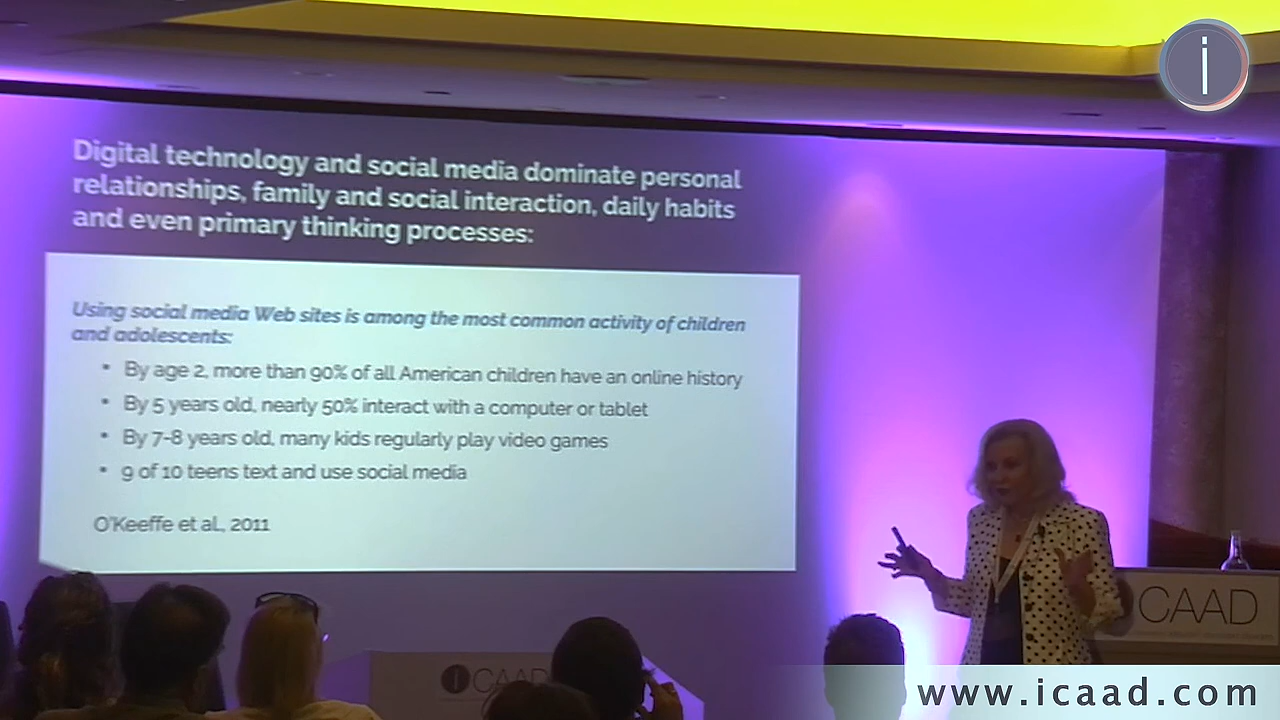 i
Digital technology and social media dominate personal
relationships, family and social interaction, daily habits
and even primary thinking processes:
Using social media Web sites is among the most common activity of children
and adolescents:
• By age 2, more than 90% of all American children have an online history
• By 5 years old, nearly 50% interact with a computer or tablet
• By 7-8 years old, many kids regularly play video games
• 9 of 10 teens text and use social media
O'Keeffe et al., 2011
CAAD
iCAAD
www.icaad.com